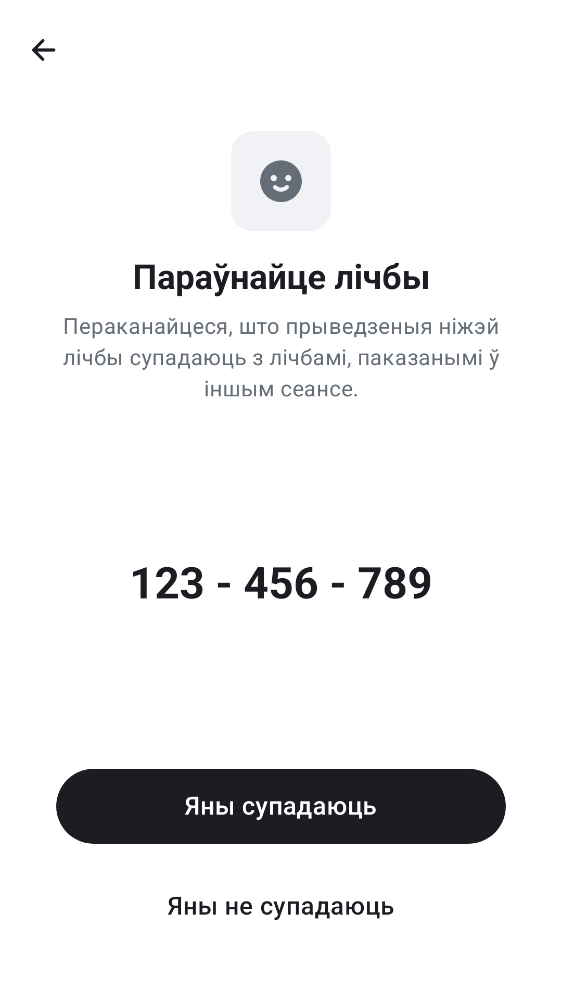 Параўнайце лічбы
Пераканайцеся, што прыведзеныя ніжэй
лічбы супадаюць з лічбамі, паказанымі ў
іншым сеансе.
123 - 456 - 789
Яны супадаюць
Яны не супадаюць